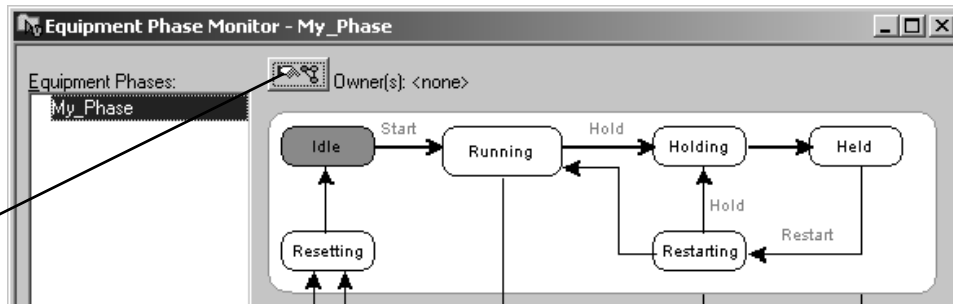 Equipment Phase Monitor - My_Phase
Equipment Phases:
Owner(s): <none>
My_Phase
Start
Hold
Idle
Running
Holding
Held
Hold
Restart
Resetting
Restarting